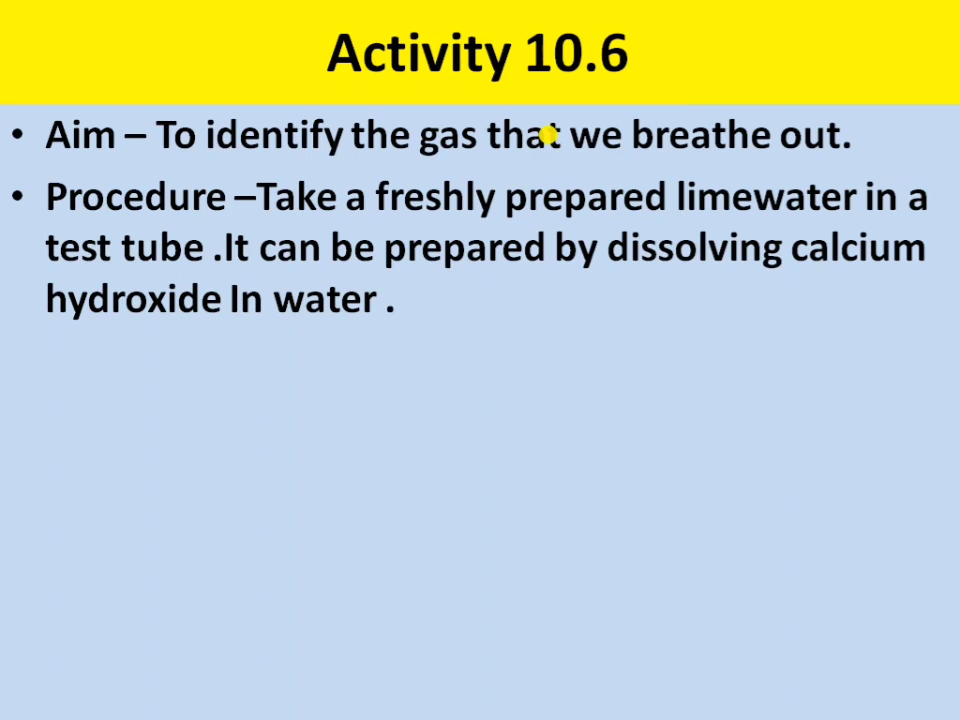 Activity 10.6
• Aim – To identify the gas that we breathe out.
• Procedure –Take a freshly prepared limewater in a
test tube .It can be prepared by dissolving calcium
hydroxide In water .